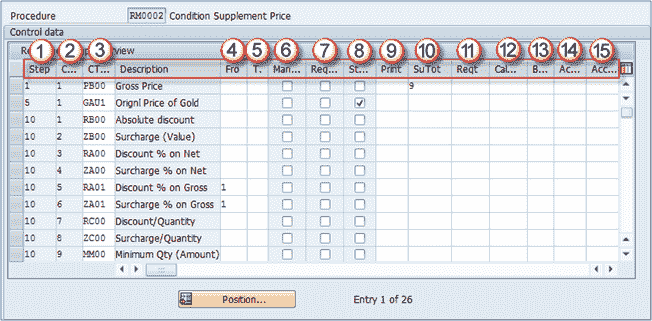 Procedure RM0002 Condition Supplement Price
Control data
1 2 3 4 5 6 7 8 9 10 11 12 13 14 15
Step C... CT... Description Fro T. Man... Req... St... Print SuTot Reqt Cal... B... Ac... Acc...
1 1 PB00 Gross Price 9
5 1 GAU1 Orignl Price of Gold
10 1 RB00 Absolute discount
10 2 ZB00 Surcharge (Value)
10 3 RA00 Discount % on Net
10 4 ZA00 Surcharge % on Net
10 5 RA01 Discount % on Gross 1
10 6 ZA01 Surcharge % on Gross 1
10 7 RC00 Discount/Quantity
10 8 ZC00 Surcharge/Quantity
10 9 MM00 Minimum Qty (Amount)
Position... Entry 1 of 26